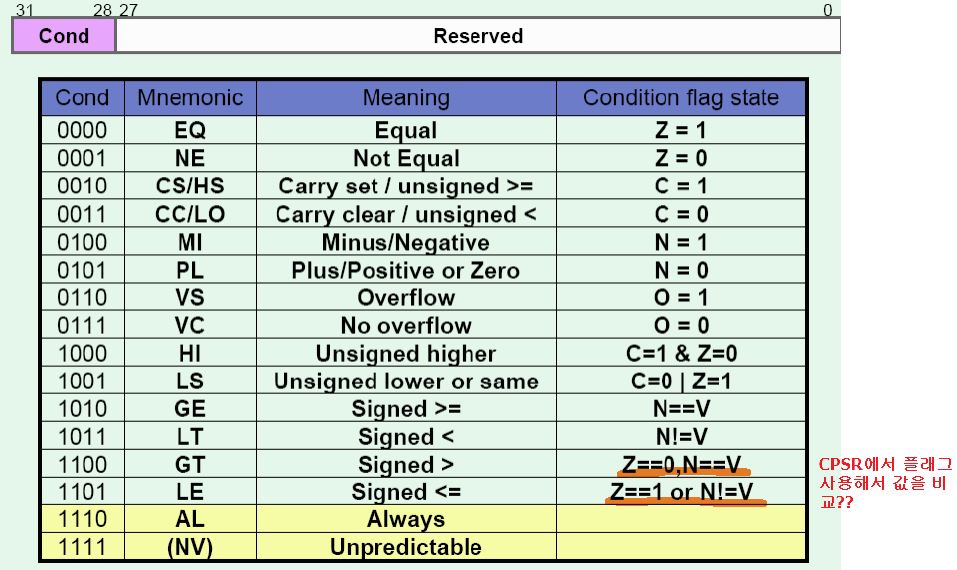 31 28 27 0
Cond Reserved
Cond Mnemonic Meaning Condition flag state
0000 EQ Equal Z = 1
0001 NE Not Equal Z = 0
0010 CS/HS Carry set / unsigned >= C = 1
0011 CC/LO Carry clear / unsigned < C = 0
0100 MI Minus/Negative N = 1
0101 PL Plus/Positive or Zero N = 0
0110 VS Overflow O = 1
0111 VC No overflow O = 0
1000 HI Unsigned higher C=1 & Z=0
1001 LS Unsigned lower or same C=0 | Z=1
1010 GE Signed >= N==V
1011 LT Signed < N!=V
1100 GT Signed > Z==0,N==V
1101 LE Signed <= Z==1 or N!=V
1110 AL Always
1111 (NV) Unpredictable
CPSR에서 플래그
사용해서 값을 비
교??